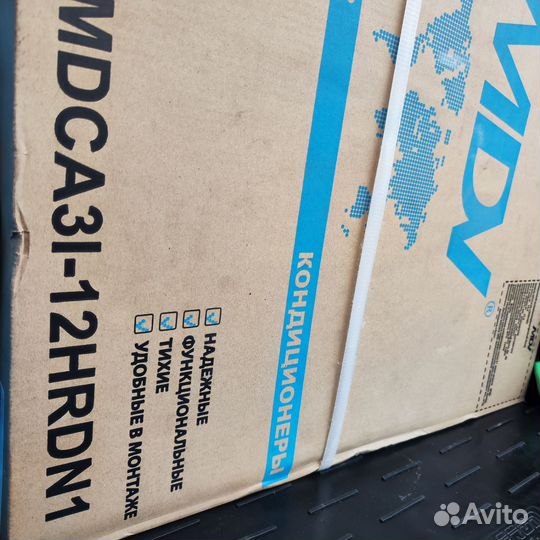 MDV®
КОНДИЦИОНЕРЫ
НАДЕЖНЫЕ
ФУНКЦИОНАЛЬНЫЕ
ТИХИЕ
УДОБНЫЕ В МОНТАЖЕ
MDCA3I-12HRDN1
Avito